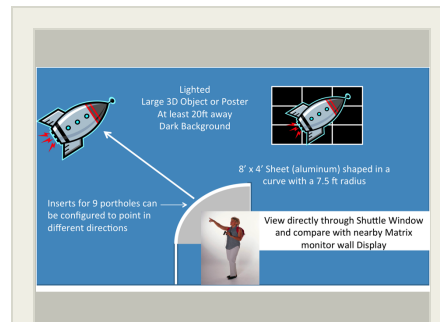 Lighted
Large 3D Object or Poster
At least 20ft away
Dark Background
8' x 4' Sheet (aluminum) shaped in a
curve with a 7.5 ft radius
Inserts for 9 portholes can
be configured to point in
different directions
View directly through Shuttle Window
and compare with nearby Matrix
monitor wall Display